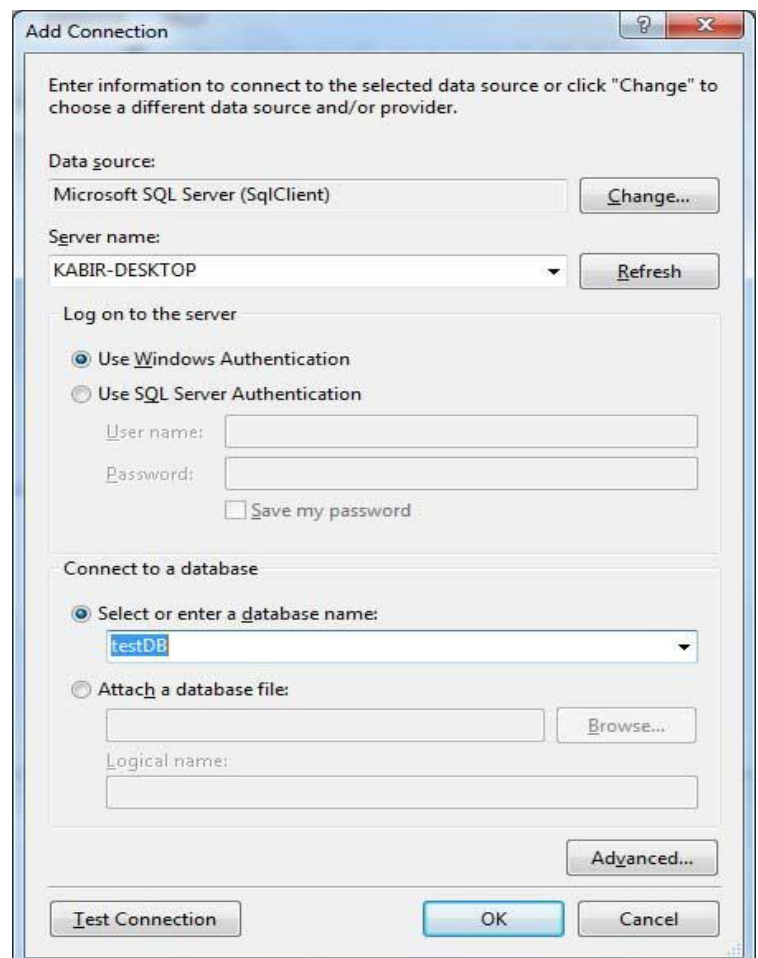 Add Connection
Enter information to connect to the selected data source or click "Change" to
choose a different data source and/or provider.
Data source:
Microsoft SQL Server (SqlClient)
Change...
Server name:
KABIR-DESKTOP
Refresh
Log on to the server
Use Windows Authentication
Use SQL Server Authentication
User name:
Password:
Save my password
Connect to a database
Select or enter a database name:
testDB
Attach a database file:
Browse...
Logical name:
Advanced...
Test Connection
OK
Cancel